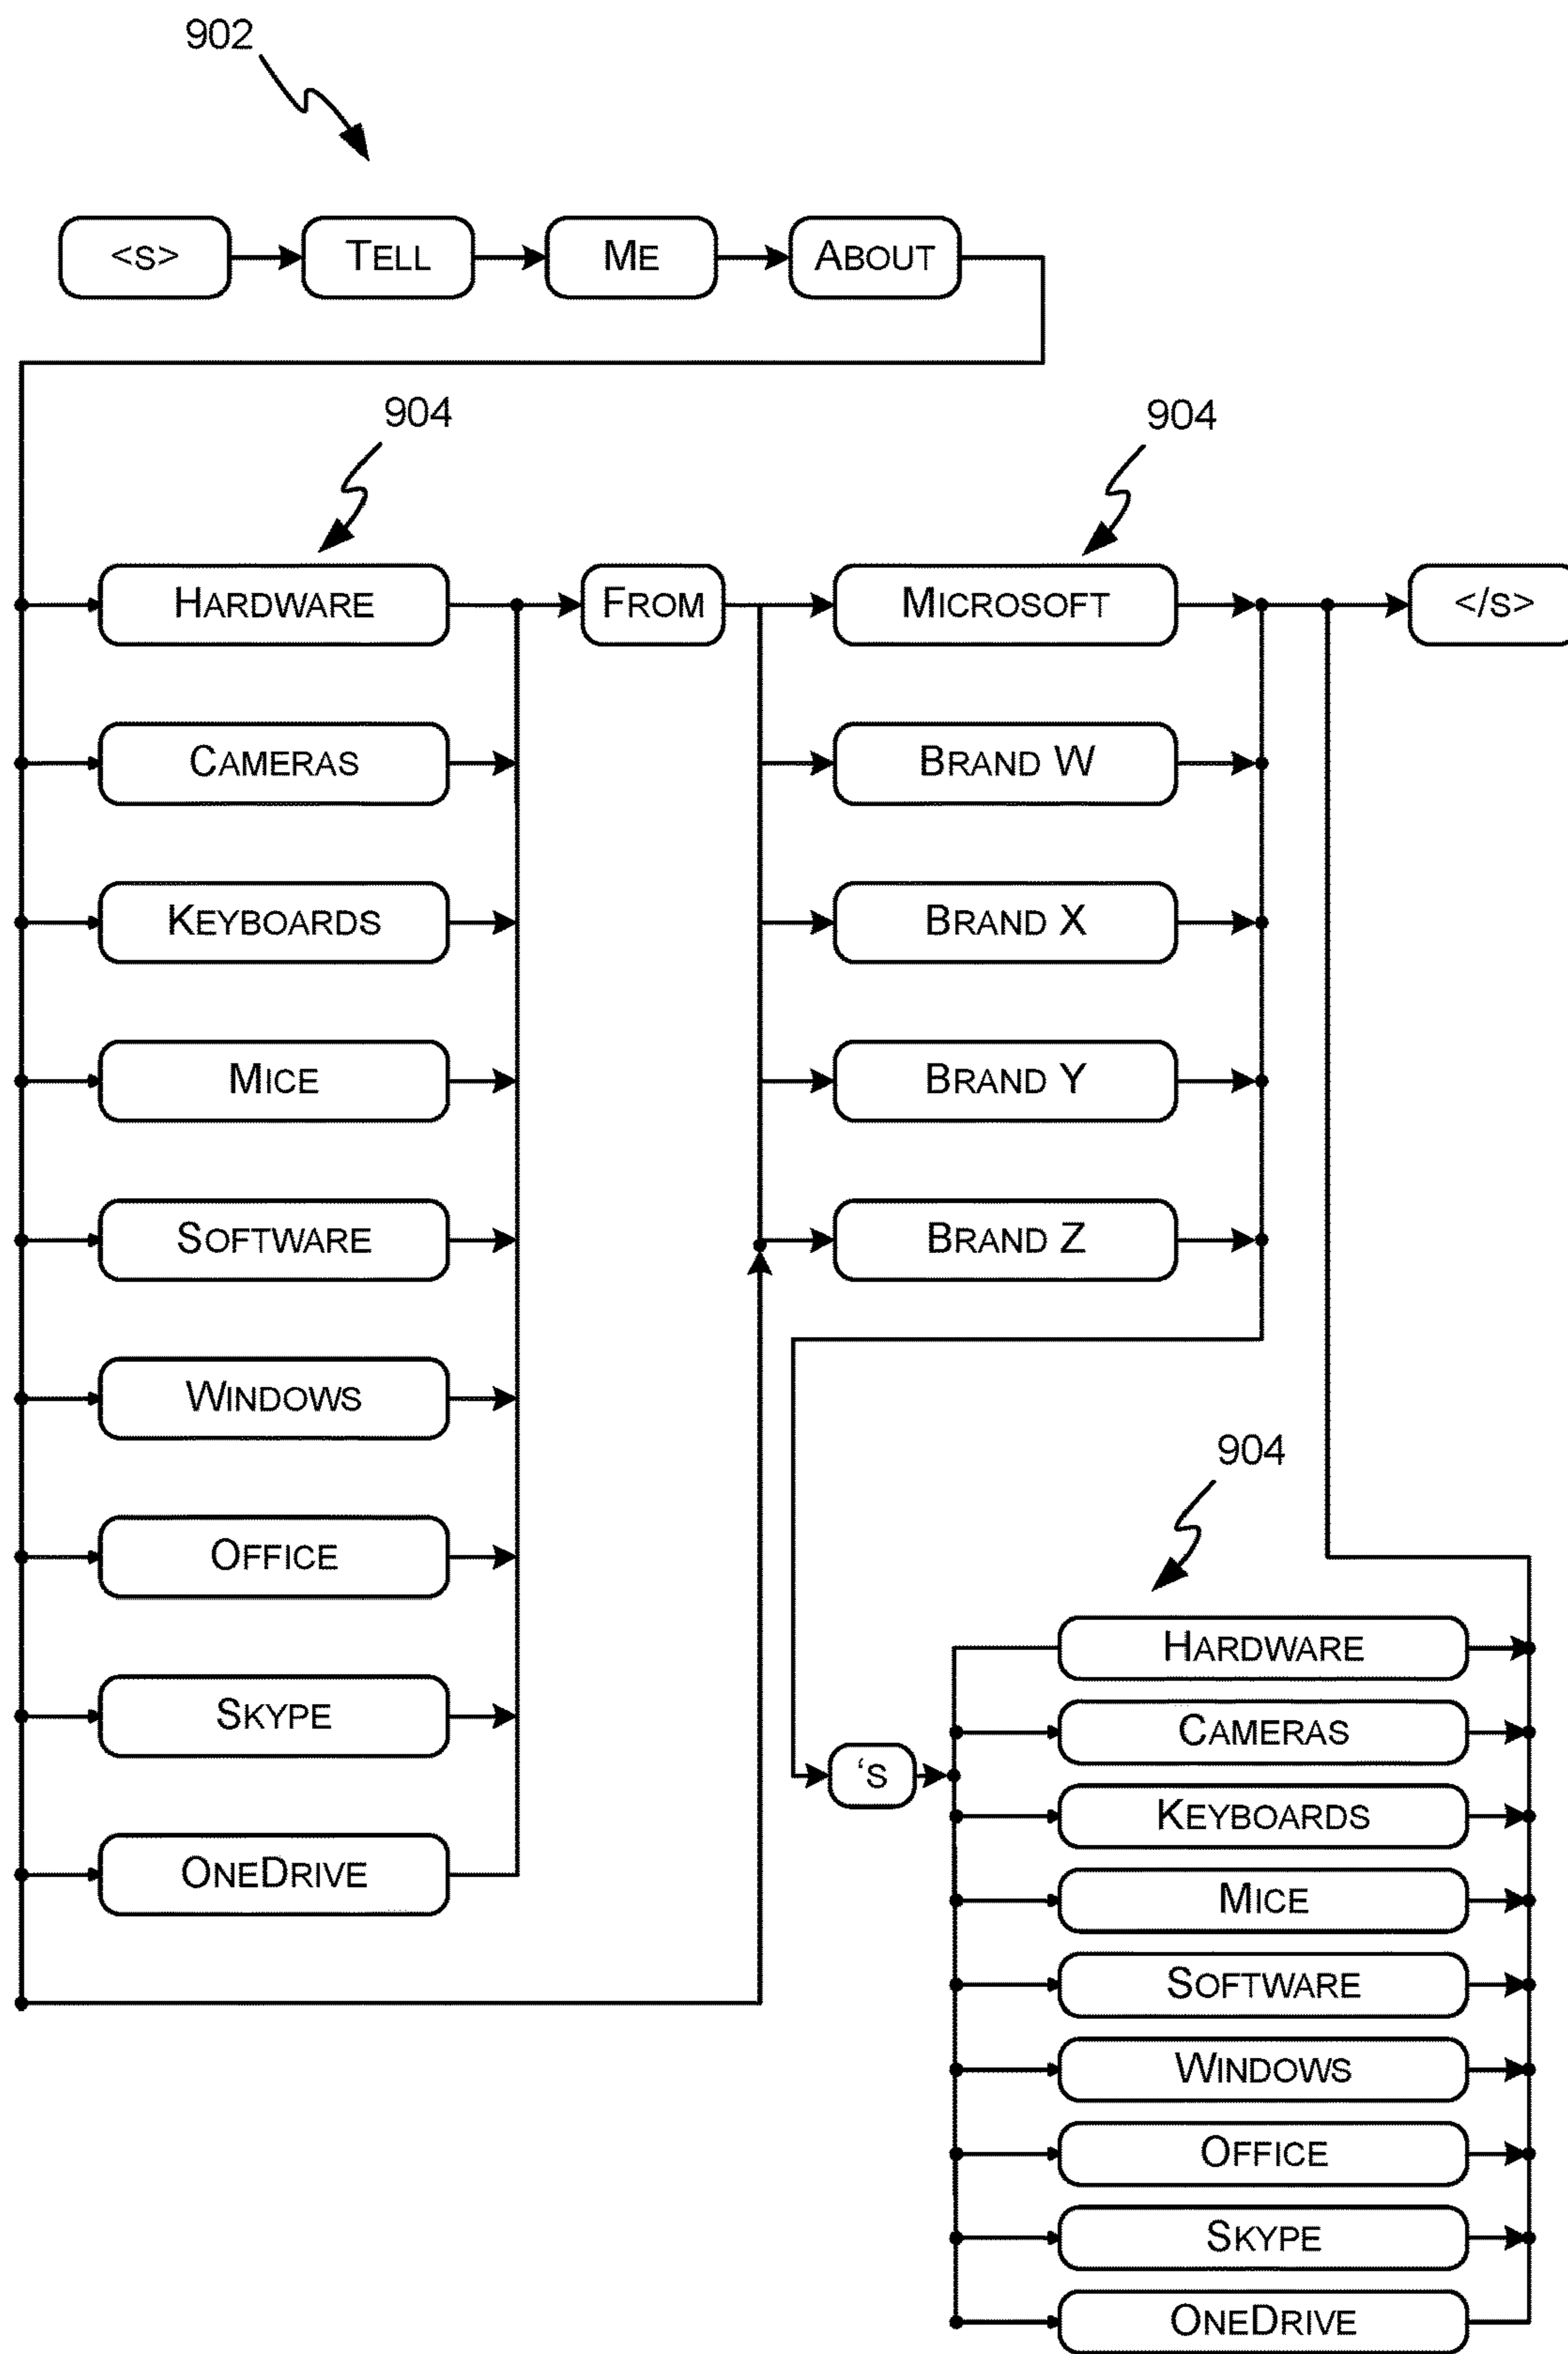 902
<s> TELL ME ABOUT
904 904
HARDWARE FROM MICROSOFT </s>
CAMERAS BRAND W
KEYBOARDS BRAND X
MICE BRAND Y
SOFTWARE BRAND Z
WINDOWS
904
OFFICE
HARDWARE
SKYPE
CAMERAS
‘S
KEYBOARDS
ONEDRIVE
MICE
SOFTWARE
WINDOWS
OFFICE
SKYPE
ONEDRIVE